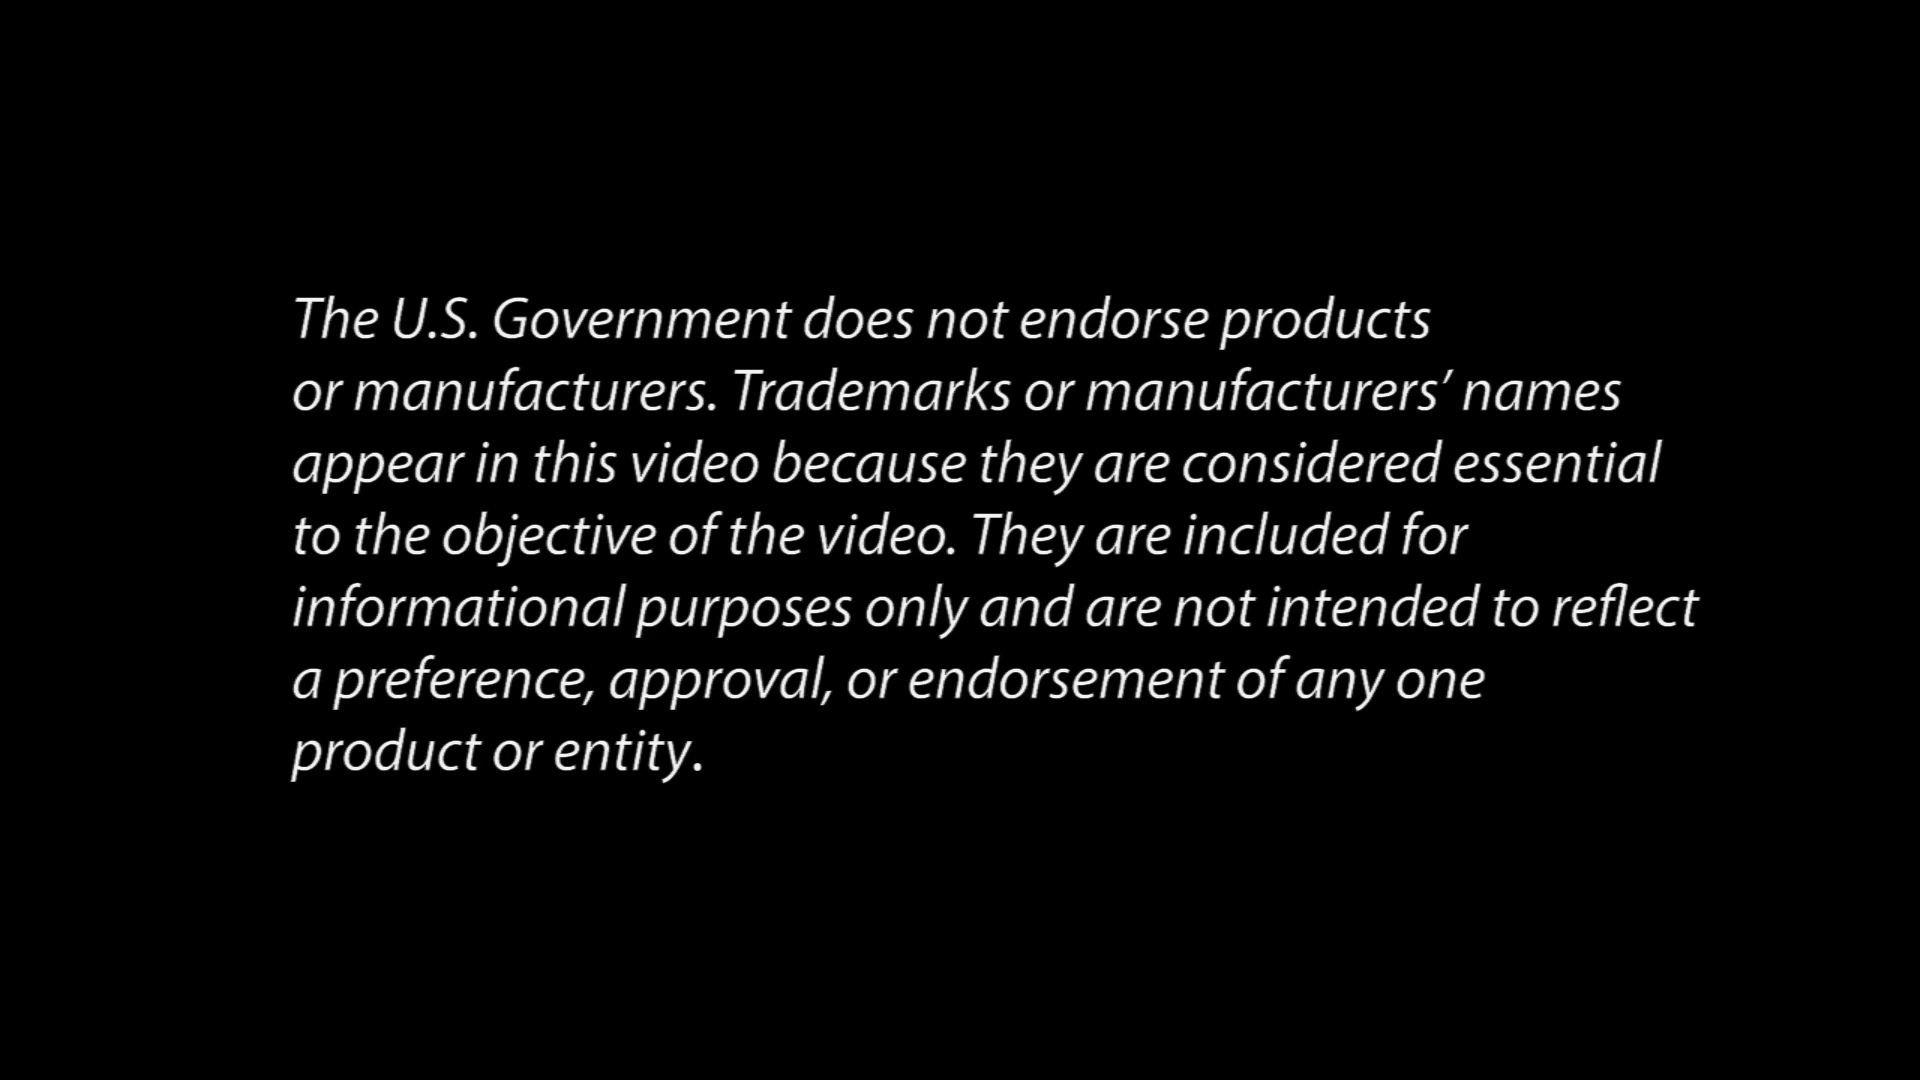 The U.S. Government does not endorse products
or manufacturers. Trademarks or manufacturers’ names
appear in this video because they are considered essential
to the objective of the video. They are included for
informational purposes only and are not intended to reflect
a preference, approval, or endorsement of any one
product or entity.